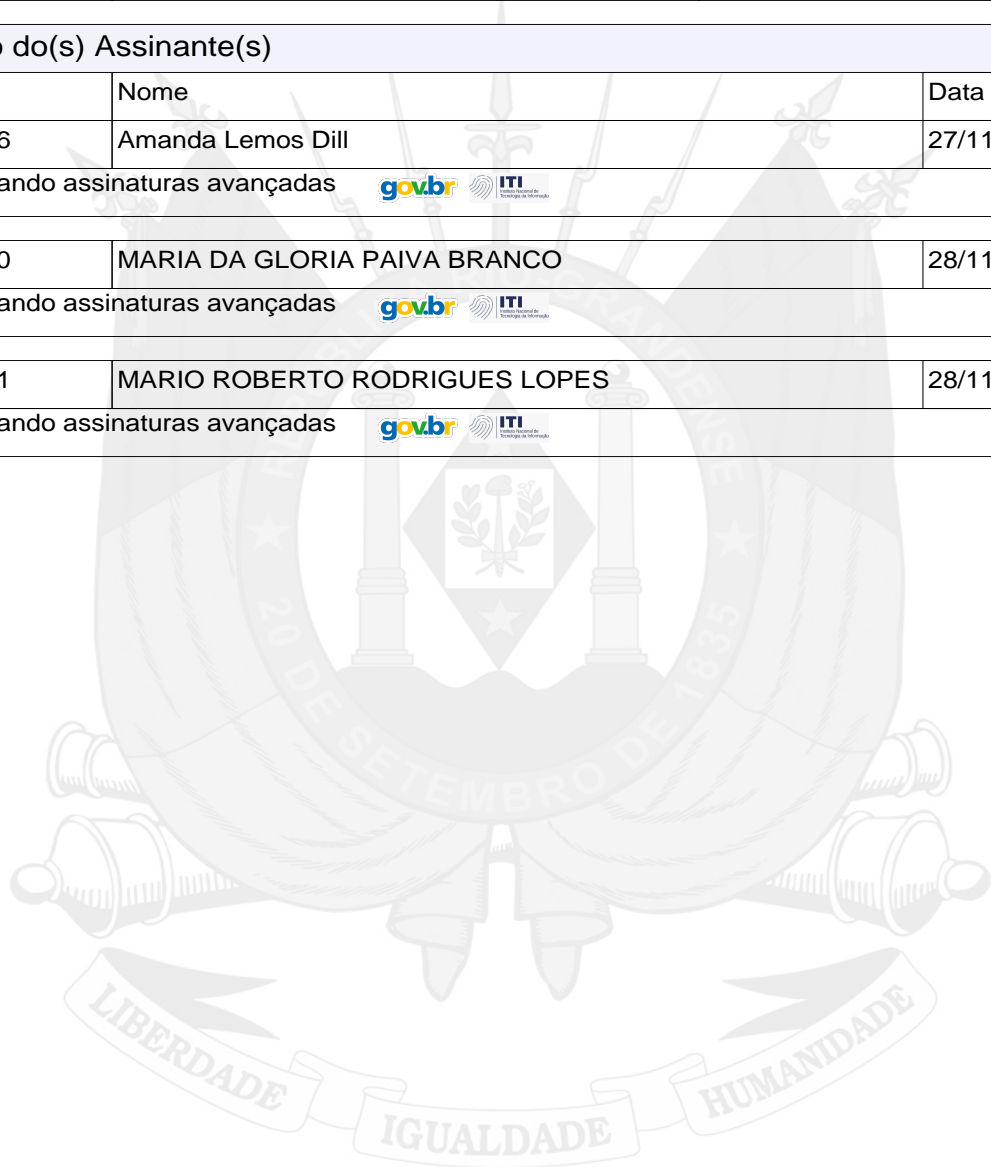 o do(s) Assinante(s)
Nome Data
6 Amanda Lemos Dill 27/11
ando assinaturas avançadas gov.br ITI
0 MARIA DA GLORIA PAIVA BRANCO 28/11
ando assinaturas avançadas gov.br ITI
1 MARIO ROBERTO RODRIGUES LOPES 28/11
ando assinaturas avançadas gov.br ITI
20 DE SETEMBRO DE 1835
LIBERDADE IGUALDADE HUMANIDADE